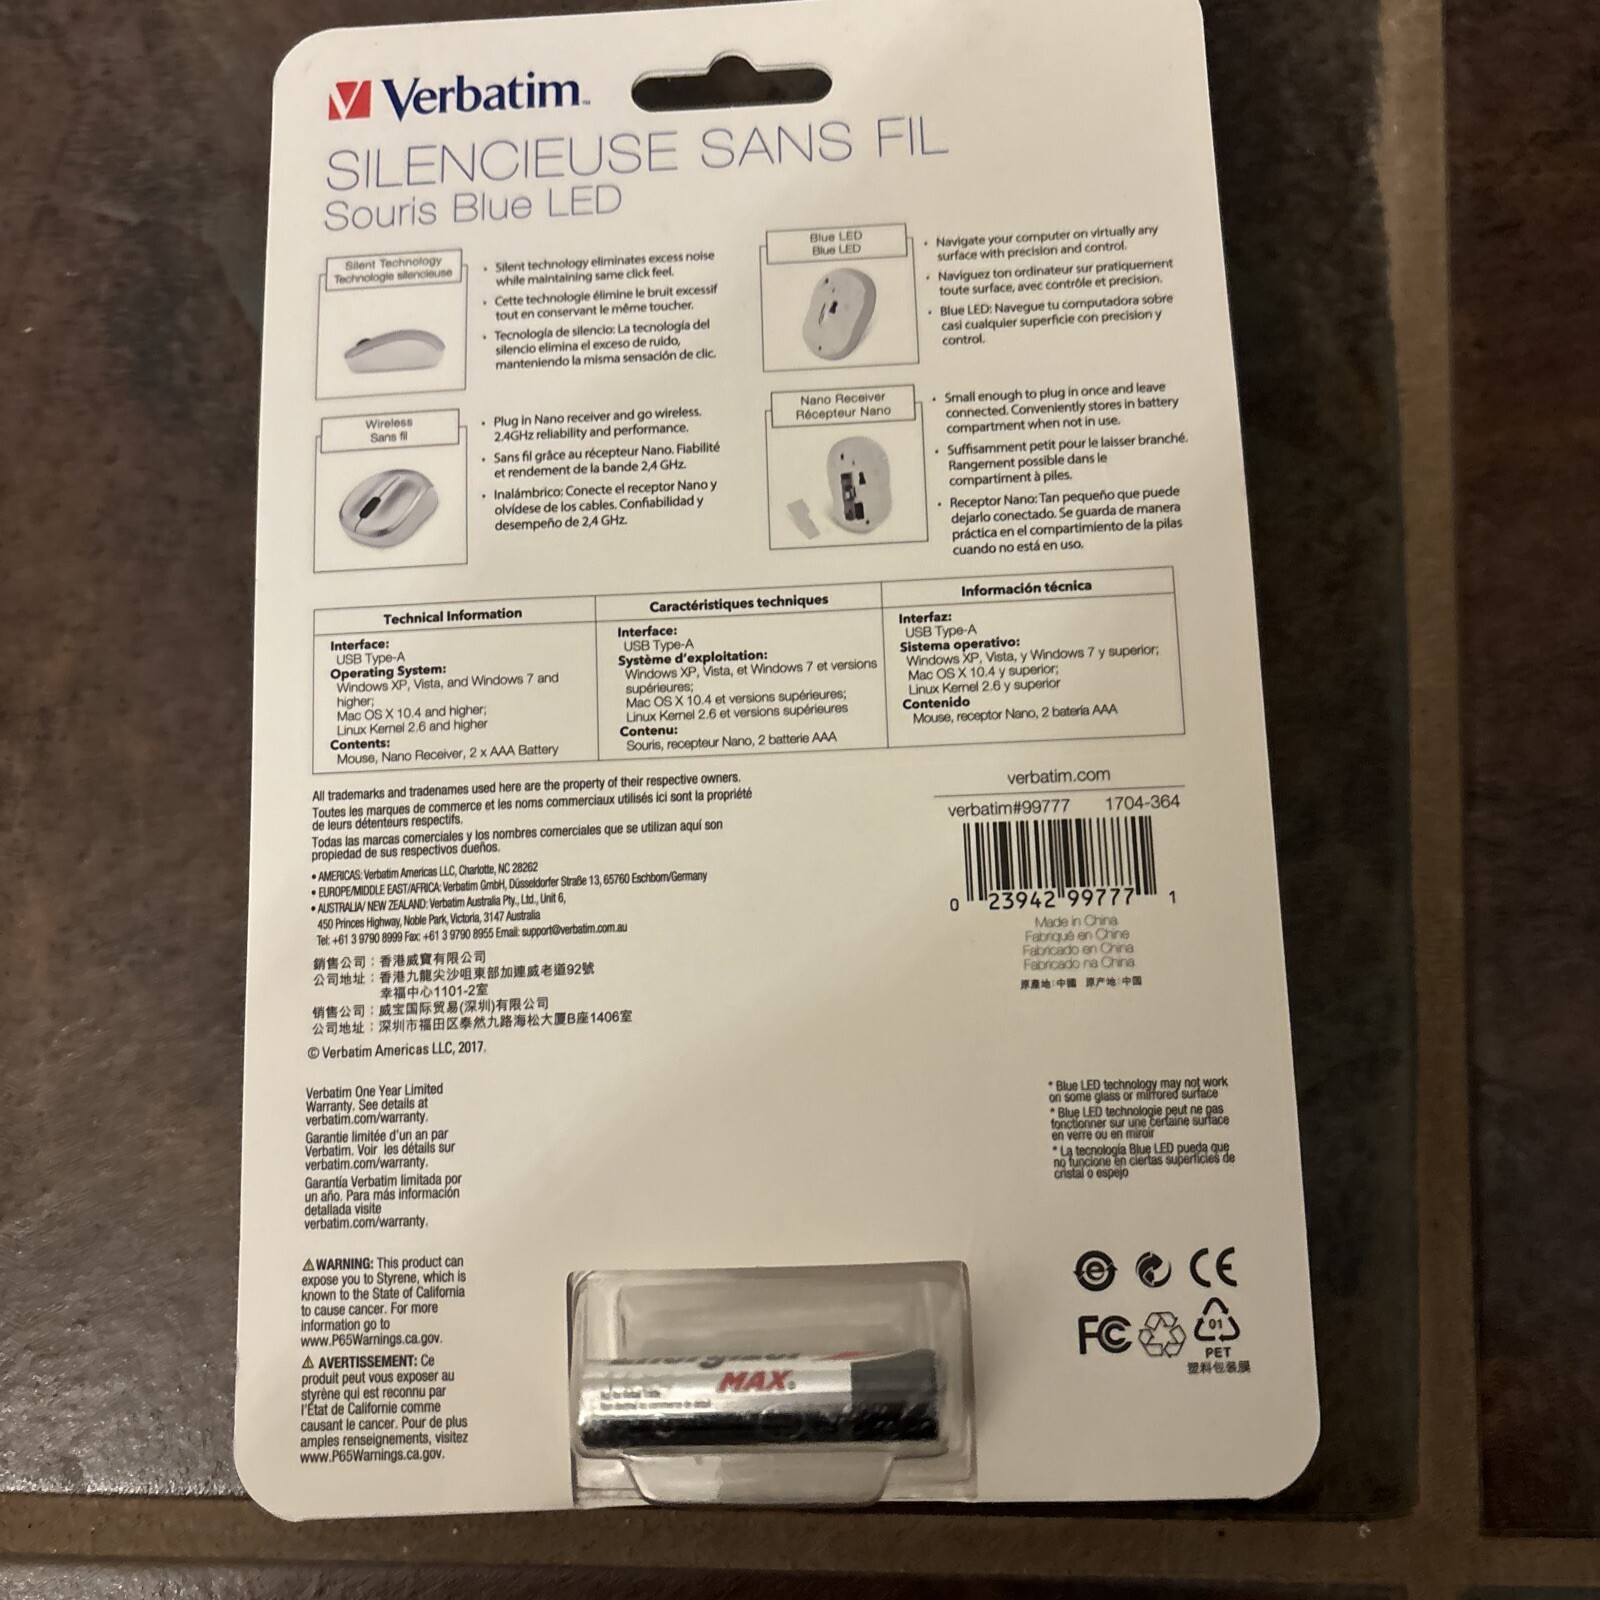 Verbatim™
SILENCIEUSE SANS FIL
Souris Blue LED
Silent Technology
Technologie silencieuse
• Silent technology eliminates excess noise
while maintaining same click feel.
• Cette technologie élimine le bruit excessif
tout en conservant le même toucher.
• Tecnología de silencio: La tecnología del
silencio elimina el exceso de ruido,
manteniendo la misma sensación de clic.
Blue LED
Blue LED
• Navigate your computer on virtually any
surface with precision and control.
• Naviguez ton ordinateur sur pratiquement
toute surface, avec contrôle et precision.
• Blue LED: Navegue tu computadora sobre
casi cualquier superficie con precision y
control.
Wireless
Sans fil
• Plug in Nano receiver and go wireless.
2.4GHz reliability and performance.
• Sans fil grâce au récepteur Nano. Fiabilité
et rendement de la bande 2,4 GHz.
• Inalámbrico: Conecte el receptor Nano y
olvídese de los cables. Confiabilidad y
desempeño de 2,4 GHz.
Nano Receiver
Récepteur Nano
• Small enough to plug in once and leave
connected. Conveniently stores in battery
compartment when not in use.
• Suffisamment petit pour le laisser branché.
Rangement possible dans le
compartiment à piles.
• Receptor Nano: Tan pequeño que puede
dejarlo conectado. Se guarda de manera
práctica en el compartimiento de la pilas
cuando no está en uso.
Technical Information
Interface:
USB Type-A
Operating System:
Windows XP, Vista, and Windows 7 and
higher;
Mac OS X 10.4 and higher;
Linux Kernel 2.6 and higher
Contents:
Mouse, Nano Receiver, 2 x AAA Battery
Caractéristiques techniques
Interface:
USB Type-A
Système d'exploitation:
Windows XP, Vista, et Windows 7 et versions
supérieures;
Mac OS X 10.4 et versions supérieures;
Linux Kernel 2.6 et versions supérieures
Contenu:
Souris, recepteur Nano, 2 batterie AAA
Información técnica
Interfaz:
USB Type-A
Sistema operativo:
Windows XP, Vista, y Windows 7 y superior;
Mac OS X 10.4 y superior;
Linux Kernel 2.6 y superior
Contenido
Mouse, receptor Nano, 2 batería AAA
All trademarks and tradenames used here are the property of their respective owners.
Toutes les marques de commerce et les noms commerciaux utilisés ici sont la propriété
de leurs détenteurs respectifs.
Todas las marcas comerciales y los nombres comerciales que se utilizan aquí son
propiedad de sus respectivos dueños.
• AMERICAS: Verbatim Americas LLC, Charlotte, NC 28262
• EUROPE/MIDDLE EAST/AFRICA: Verbatim GmbH, Düsseldorfer Straße 13, 65760 Eschborn/Germany
• AUSTRALIA/ NEW ZEALAND: Verbatim Australia Pty., Ltd., Unit 6,
450 Princes Highway, Noble Park, Victoria, 3147 Australia
Tel: +61 3 9790 8999 Fax: +61 3 9790 8955 Email: support@verbatim.com.au
銷售公司：香港威寶有限公司
公司地址：香港九龍尖沙咀東部加連威老道92號
幸福中心1101-2室
销售公司：威宝国际贸易(深圳)有限公司
公司地址：深圳市福田区泰然九路海松大厦B座1406室
© Verbatim Americas LLC, 2017.
verbatim.com
verbatim#99777 1704-364
0 23942 99777 1
Made in China
Fabriqué en Chine
Fabricado en China
Fabricado na China
原產地:中國 原产地:中国
Verbatim One Year Limited
Warranty. See details at
verbatim.com/warranty.
Garantie limitée d'un an par
Verbatim. Voir les détails sur
verbatim.com/warranty.
Garantía Verbatim limitada por
un año. Para más información
detallada visite
verbatim.com/warranty.
* Blue LED technology may not work
on some glass or mirrored surface
* Blue LED technologie peut ne pas
fonctionner sur une certaine surface
en verre ou en miroir
* La tecnología Blue LED pueda que
no funcione en ciertas superficies de
cristal o espejo
⚠ WARNING: This product can
expose you to Styrene, which is
known to the State of California
to cause cancer. For more
information go to
www.P65Warnings.ca.gov.
⚠ AVERTISSEMENT: Ce
produit peut vous exposer au
styrène qui est reconnu par
l'État de Californie comme
causant le cancer. Pour de plus
amples renseignements, visitez
www.P65Warnings.ca.gov.
e CE
FC 01
PET
塑料包装膜
MAX®